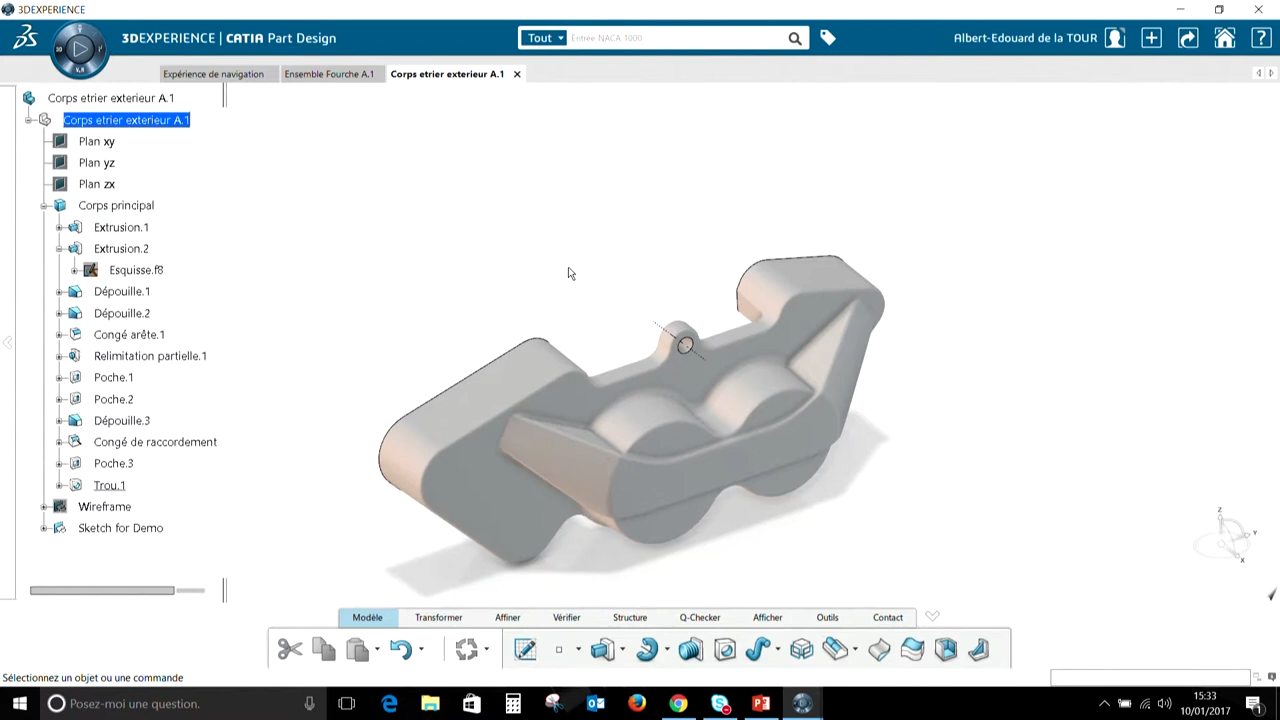 3DEXPERIENCE
3DEXPERIENCE | CATIA Part Design
Tout
Entrée NACA 1000
Albert-Edouard de la TOUR
Expérience de navigation
Ensemble Fourche A.1
Corps etrier exterieur A.1
Corps etrier exterieur A.1
Corps etrier exterieur A.1
Plan xy
Plan yz
Plan zx
Corps principal
Extrusion.1
Extrusion.2
Esquisse.f8
Dépouille.1
Dépouille.2
Congé arête.1
Relimitation partielle.1
Poche.1
Poche.2
Dépouille.3
Congé de raccordement
Poche.3
Trou.1
Wireframe
Sketch for Demo
Z
Y
X
Modèle
Transformer
Affiner
Vérifier
Structure
Q-Checker
Afficher
Outils
Contact
Sélectionnez un objet ou une commande
Posez-moi une question.
15:33
10/01/2017